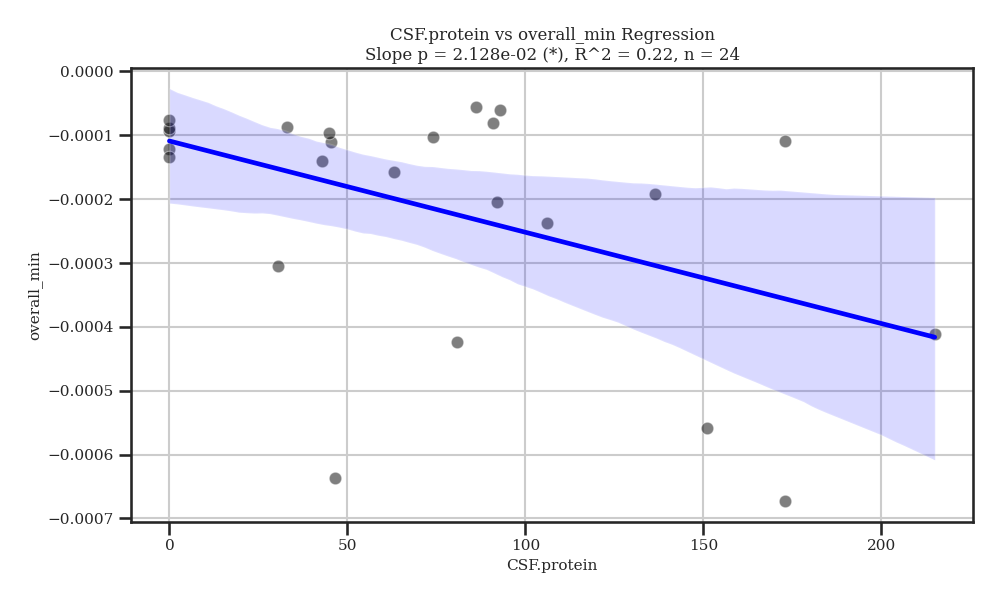 CSF.protein vs overall_min Regression
Slope p = 2.128e-02 (*), R^2 = 0.22, n = 24
overall_min
0.0000
−0.0001
−0.0002
−0.0003
−0.0004
−0.0005
−0.0006
−0.0007
0 50 100 150 200
CSF.protein